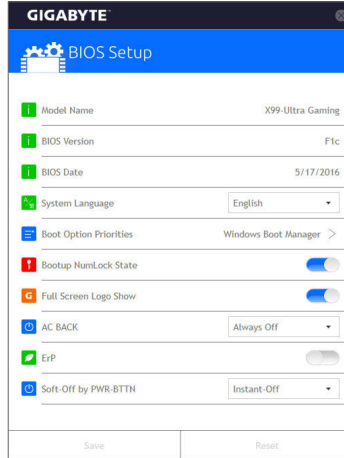 GIGABYTE
BIOS Setup
Model Name X99-Ultra Gaming
BIOS Version F1c
BIOS Date 5/17/2016
System Language English
Boot Option Priorities Windows Boot Manager
Bootup NumLock State
Full Screen Logo Show
AC BACK Always Off
ErP
Soft-Off by PWR-BTTN Instant-Off
Save Reset